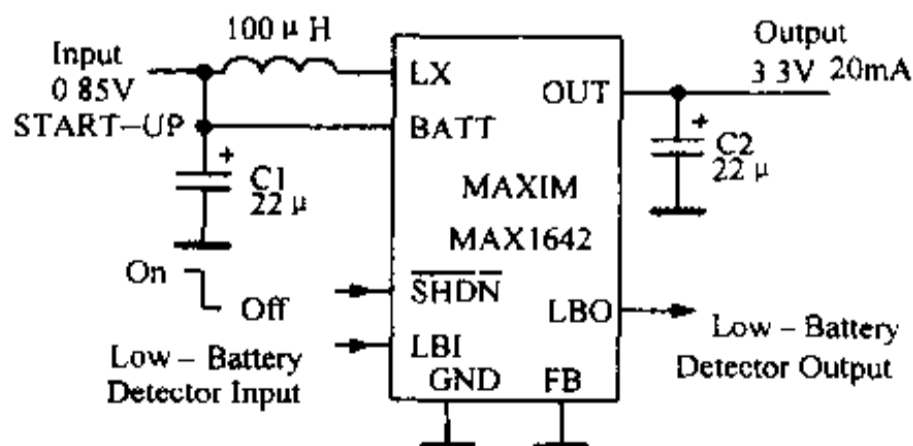 100 μ H
Input
0 85V
START-UP
LX
BATT
OUT
Output
3 3V 20mA
+
C1
22 μ
+
C2
22 μ
MAXIM
MAX1642
On
Off
SHDN
LBI
LBO
Low - Battery
Detector Input
GND
FB
Low - Battery
Detector Output